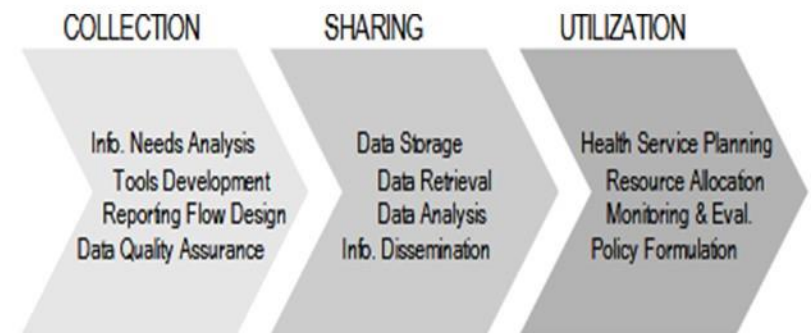 COLLECTION
Info. Needs Analysis
Tools Development
Reporting Flow Design
Data Quality Assurance
SHARING
Data Storage
Data Retrieval
Data Analysis
Info. Dissemination
UTILIZATION
Health Service Planning
Resource Allocation
Monitoring & Eval.
Policy Formulation